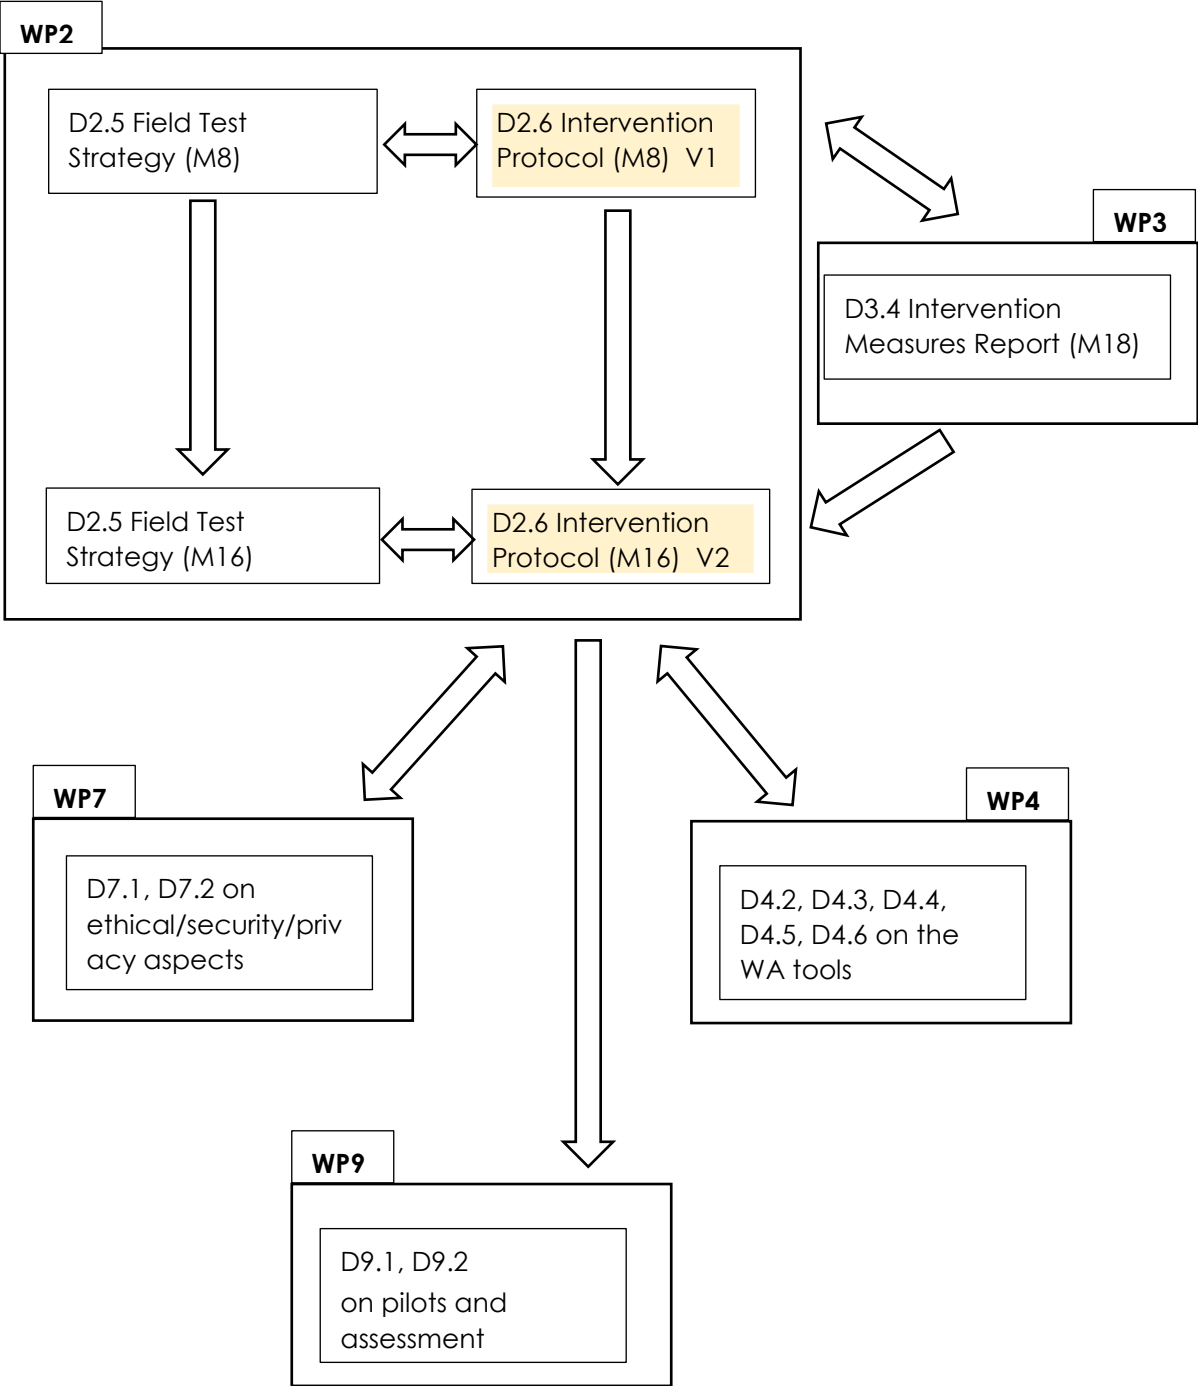 WP2
D2.5 Field Test
Strategy (M8)
D2.6 Intervention
Protocol (M8)  V1
WP3
D3.4 Intervention
Measures Report (M18)
D2.5 Field Test
Strategy (M16)
D2.6 Intervention
Protocol (M16)  V2
WP7
D7.1, D7.2 on
ethical/security/priv
acy aspects
WP4
D4.2, D4.3, D4.4,
D4.5, D4.6 on the
WA tools
WP9
D9.1, D9.2
on pilots and
assessment